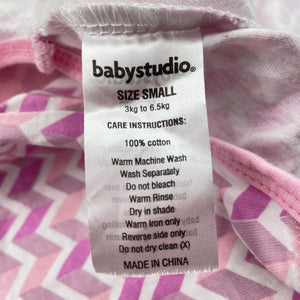 babystudio®
SIZE SMALL
3kg to 6.5kg
CARE INSTRUCTIONS:
100% cotton
Warm Machine Wash
Wash Separately
Do not bleach
Warm Rinse
Dry in shade
Warm iron only
Reverse side only
Do not dry clean (X)
MADE IN CHINA